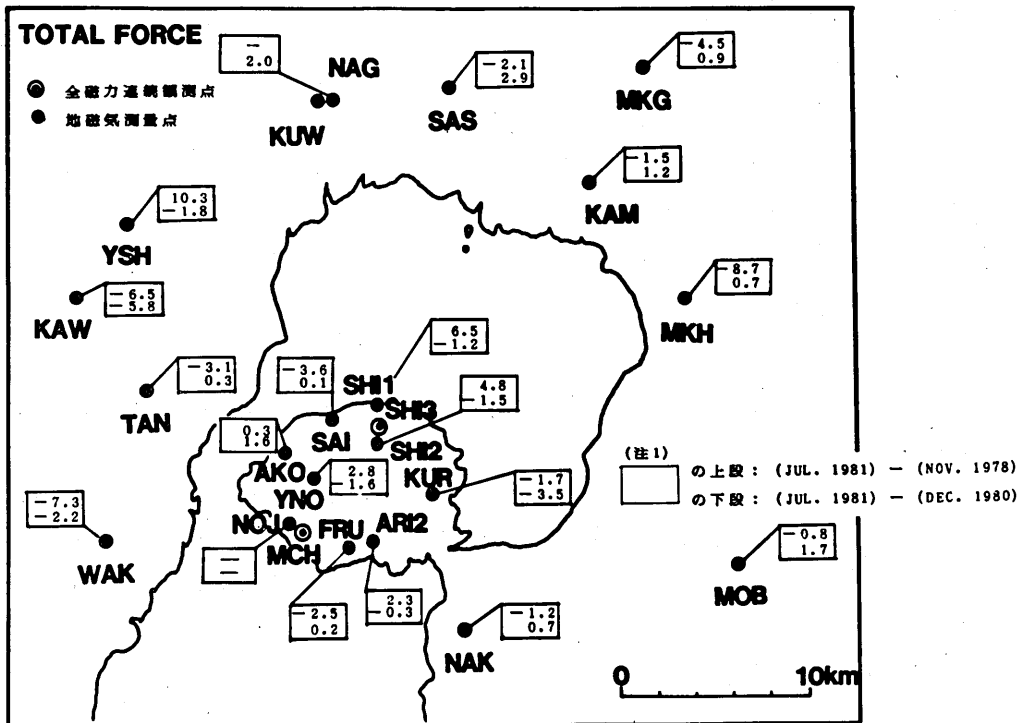 TOTAL FORCE
全磁力連続観測点
地磁気測量点
—
2.0
NAG
KUW
－2.1
2.9
SAS
－4.5
0.9
MKG
－1.5
1.2
KAM
10.3
－1.8
YSH
－6.5
－5.8
KAW
－8.7
0.7
MKH
6.5
－1.2
－3.1
0.3
TAN
－3.6
0.1
SHI1
4.8
－1.5
SHI3
SAI
SHI2
0.3
1.6
AKO
2.8
－1.6
YNO
KUR
－1.7
－3.5
(注1)
の上段: (JUL. 1981) — (NOV. 1978)
の下段: (JUL. 1981) — (DEC. 1980)
－7.3
－2.2
WAK
NOJ
MCH
FRU
ARI2
—
—
－0.8
1.7
MOB
－2.5
0.2
2.3
－0.3
－1.2
0.7
NAK
0
10km